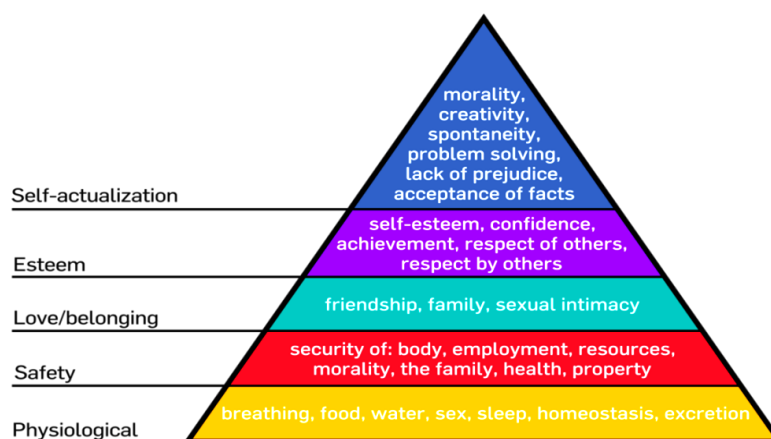 morality,
creativity,
spontaneity,
problem solving,
lack of prejudice,
acceptance of facts
Self-actualization
self-esteem, confidence,
achievement, respect of others,
respect by others
Esteem
friendship, family, sexual intimacy
Love/belonging
security of: body, employment, resources,
morality, the family, health, property
Safety
breathing, food, water, sex, sleep, homeostasis, excretion
Physiological